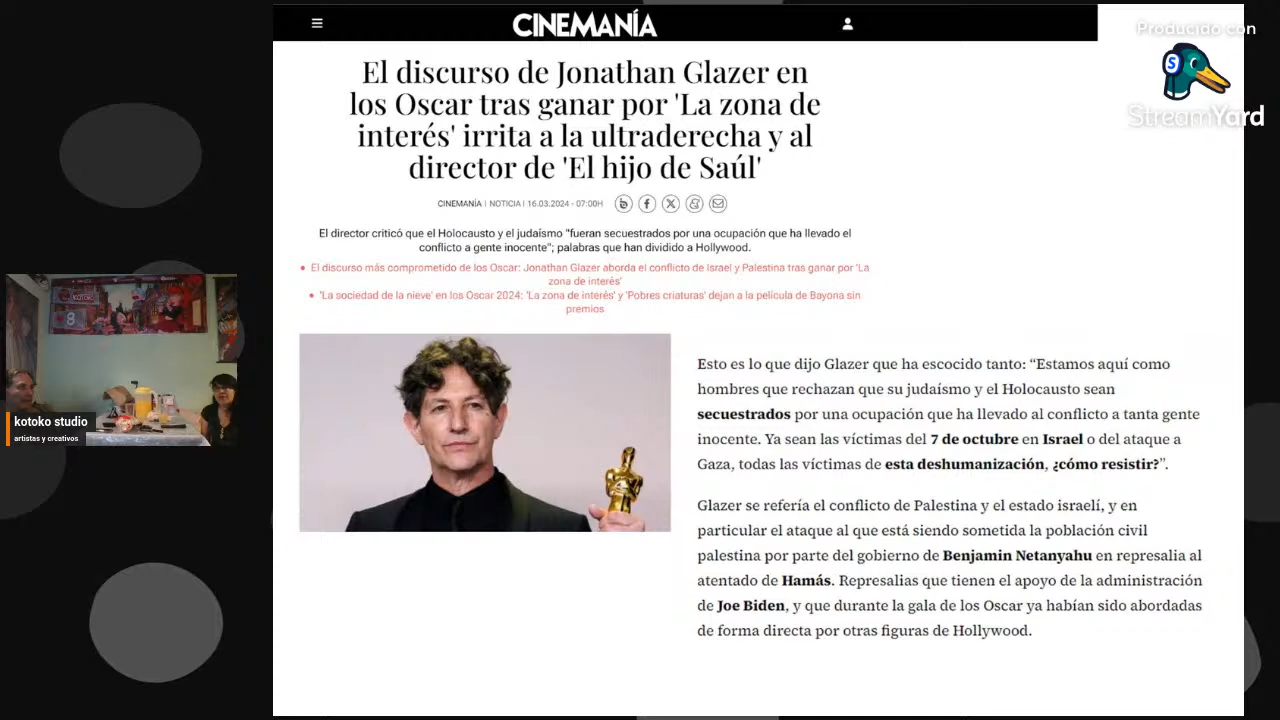 CINEMANÍA
Producido con
StreamYard
El discurso de Jonathan Glazer en
los Oscar tras ganar por 'La zona de
interés' irrita a la ultraderecha y al
director de 'El hijo de Saúl'
CINEMANÍA | NOTICIA | 16.03.2024 - 07:00H
El director criticó que el Holocausto y el judaísmo "fueran secuestrados por una ocupación que ha llevado el
conflicto a gente inocente"; palabras que han dividido a Hollywood.
• El discurso más comprometido de los Oscar: Jonathan Glazer aborda el conflicto de Israel y Palestina tras ganar por 'La
zona de interés'
• 'La sociedad de la nieve' en los Oscar 2024: 'La zona de interés' y 'Pobres criaturas' dejan a la película de Bayona sin
premios
Esto es lo que dijo Glazer que ha escocido tanto: “Estamos aquí como
hombres que rechazan que su judaísmo y el Holocausto sean
secuestrados por una ocupación que ha llevado al conflicto a tanta gente
inocente. Ya sean las víctimas del 7 de octubre en Israel o del ataque a
Gaza, todas las víctimas de esta deshumanización, ¿cómo resistir?”.
Glazer se refería el conflicto de Palestina y el estado israelí, y en
particular el ataque al que está siendo sometida la población civil
palestina por parte del gobierno de Benjamin Netanyahu en represalia al
atentado de Hamás. Represalias que tienen el apoyo de la administración
de Joe Biden, y que durante la gala de los Oscar ya habían sido abordadas
de forma directa por otras figuras de Hollywood.
8
kotoko studio
artistas y creativos